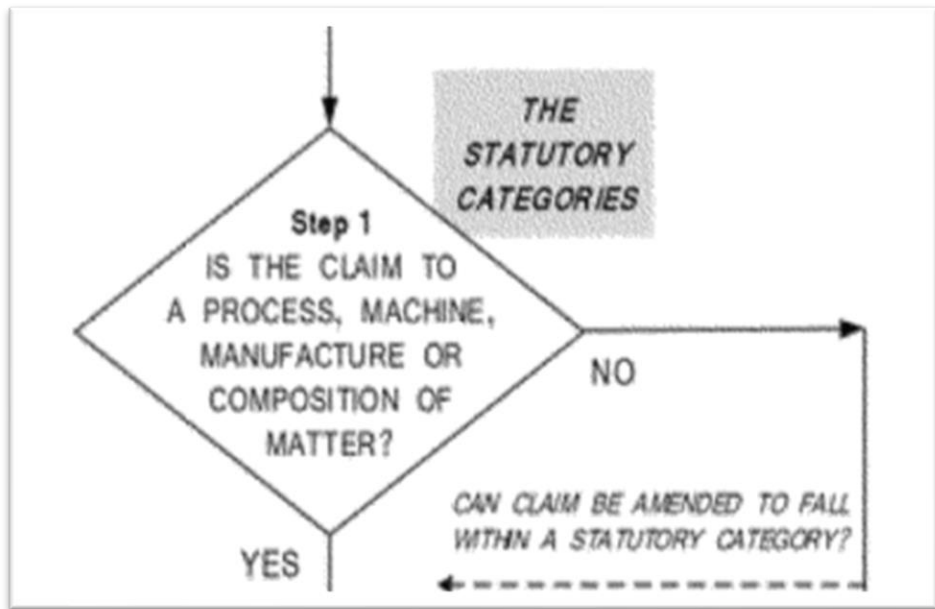 THE
STATUTORY
CATEGORIES
Step 1
IS THE CLAIM TO
A PROCESS, MACHINE,
MANUFACTURE OR
COMPOSITION OF
MATTER?
NO
CAN CLAIM BE AMENDED TO FALL
WITHIN A STATUTORY CATEGORY?
YES